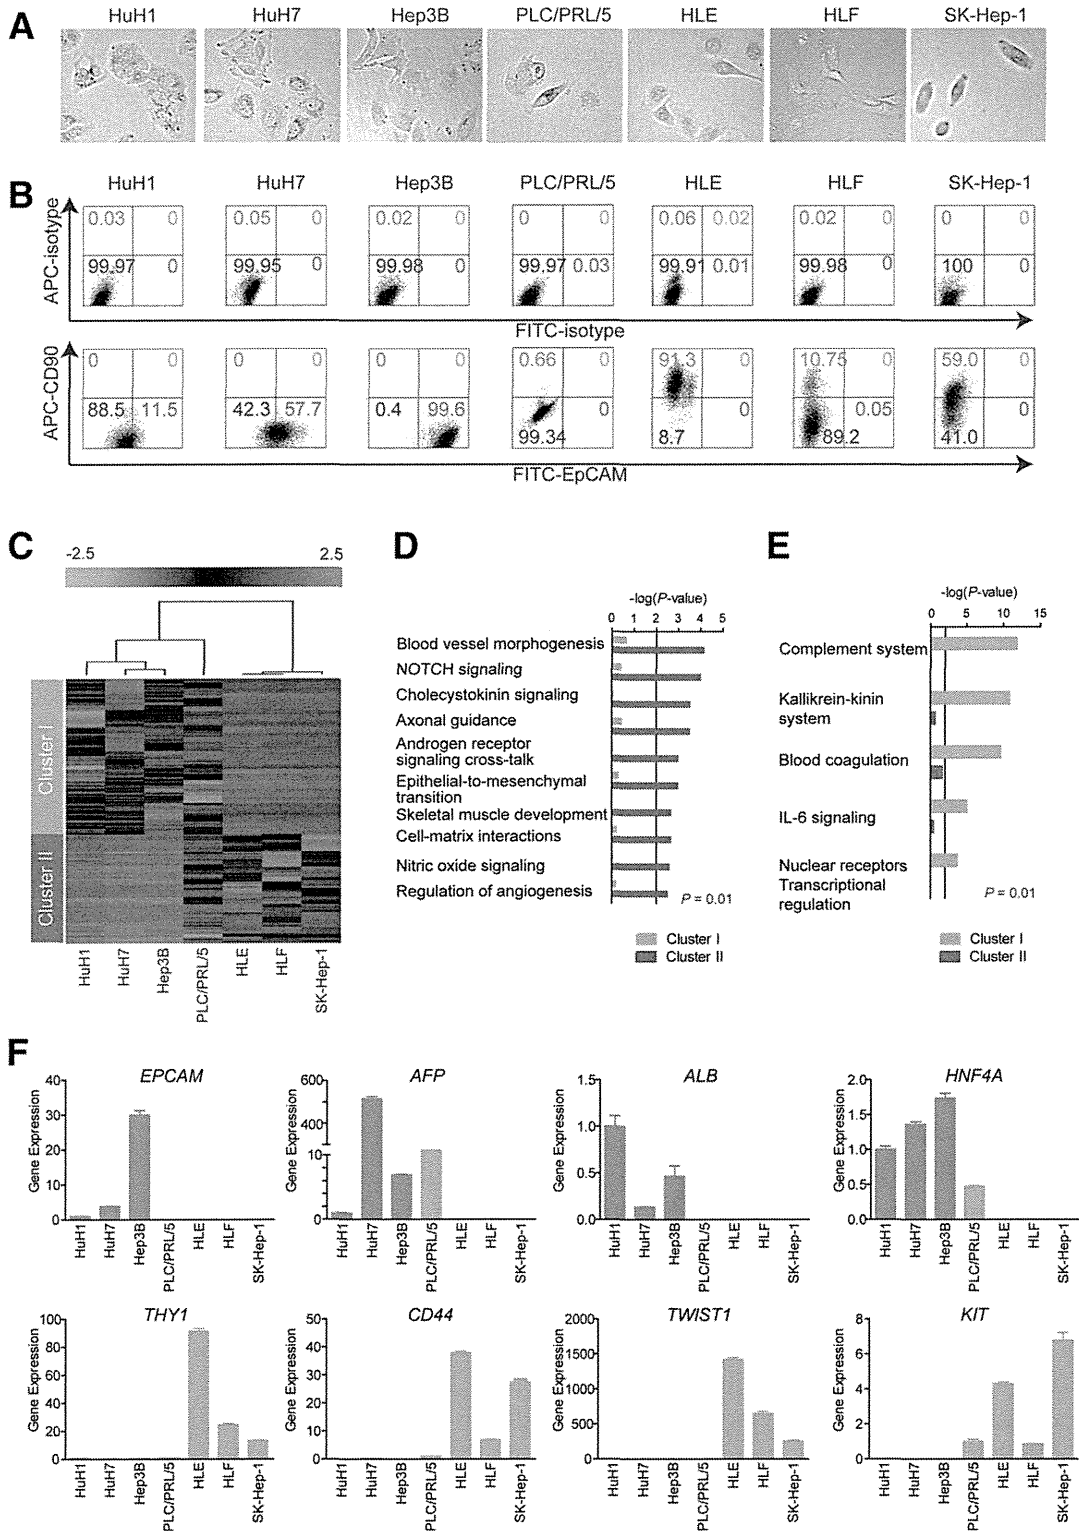 A
HuH1 HuH7 Hep3B PLC/PRL/5 HLE HLF SK-Hep-1
B
HuH1 HuH7 Hep3B PLC/PRL/5 HLE HLF SK-Hep-1
APC-isotype
0.03 0 0.05 0 0.02 0 0 0 0.06 0.02 0.02 0 0 0
99.97 0 99.95 0 99.98 0 99.97 0.03 99.91 0.01 99.98 0 100 0
FITC-isotype
APC-CD90
0 0 0 0 0 0 0.66 0 91.3 0 10.75 0 59.0 0
88.5 11.5 42.3 57.7 0.4 99.6 99.34 0 8.7 0 89.2 0.05 41.0 0
FITC-EpCAM
C
-2.5 2.5
Cluster I
Cluster II
HuH1 HuH7 Hep3B PLC/PRL/5 HLE HLF SK-Hep-1
D
-log(P-value)
0 1 2 3 4 5
Blood vessel morphogenesis
NOTCH signaling
Cholecystokinin signaling
Axonal guidance
Androgen receptor
signaling cross-talk
Epithelial-to-mesenchymal
transition
Skeletal muscle development
Cell-matrix interactions
Nitric oxide signaling
Regulation of angiogenesis
P = 0.01
Cluster I
Cluster II
E
-log(P-value)
0 5 10 15
Complement system
Kallikrein-kinin
system
Blood coagulation
IL-6 signaling
Nuclear receptors
Transcriptional
regulation
P = 0.01
Cluster I
Cluster II
F
EPCAM
Gene Expression
40
30
20
10
0
HuH1 HuH7 Hep3B PLC/PRL/5 HLE HLF SK-Hep-1
AFP
Gene Expression
600
400
10
0
HuH1 HuH7 Hep3B PLC/PRL/5 HLE HLF SK-Hep-1
ALB
Gene Expression
1.5
1.0
0.5
0.0
HuH1 HuH7 Hep3B PLC/PRL/5 HLE HLF SK-Hep-1
HNF4A
Gene Expression
2.0
1.5
1.0
0.5
0.0
HuH1 HuH7 Hep3B PLC/PRL/5 HLE HLF SK-Hep-1
THY1
Gene Expression
100
80
60
40
20
0
HuH1 HuH7 Hep3B PLC/PRL/5 HLE HLF SK-Hep-1
CD44
Gene Expression
50
40
30
20
10
0
HuH1 HuH7 Hep3B PLC/PRL/5 HLE HLF SK-Hep-1
TWIST1
Gene Expression
2000
1500
1000
500
0
HuH1 HuH7 Hep3B PLC/PRL/5 HLE HLF SK-Hep-1
KIT
Gene Expression
8
6
4
2
0
HuH1 HuH7 Hep3B PLC/PRL/5 HLE HLF SK-Hep-1